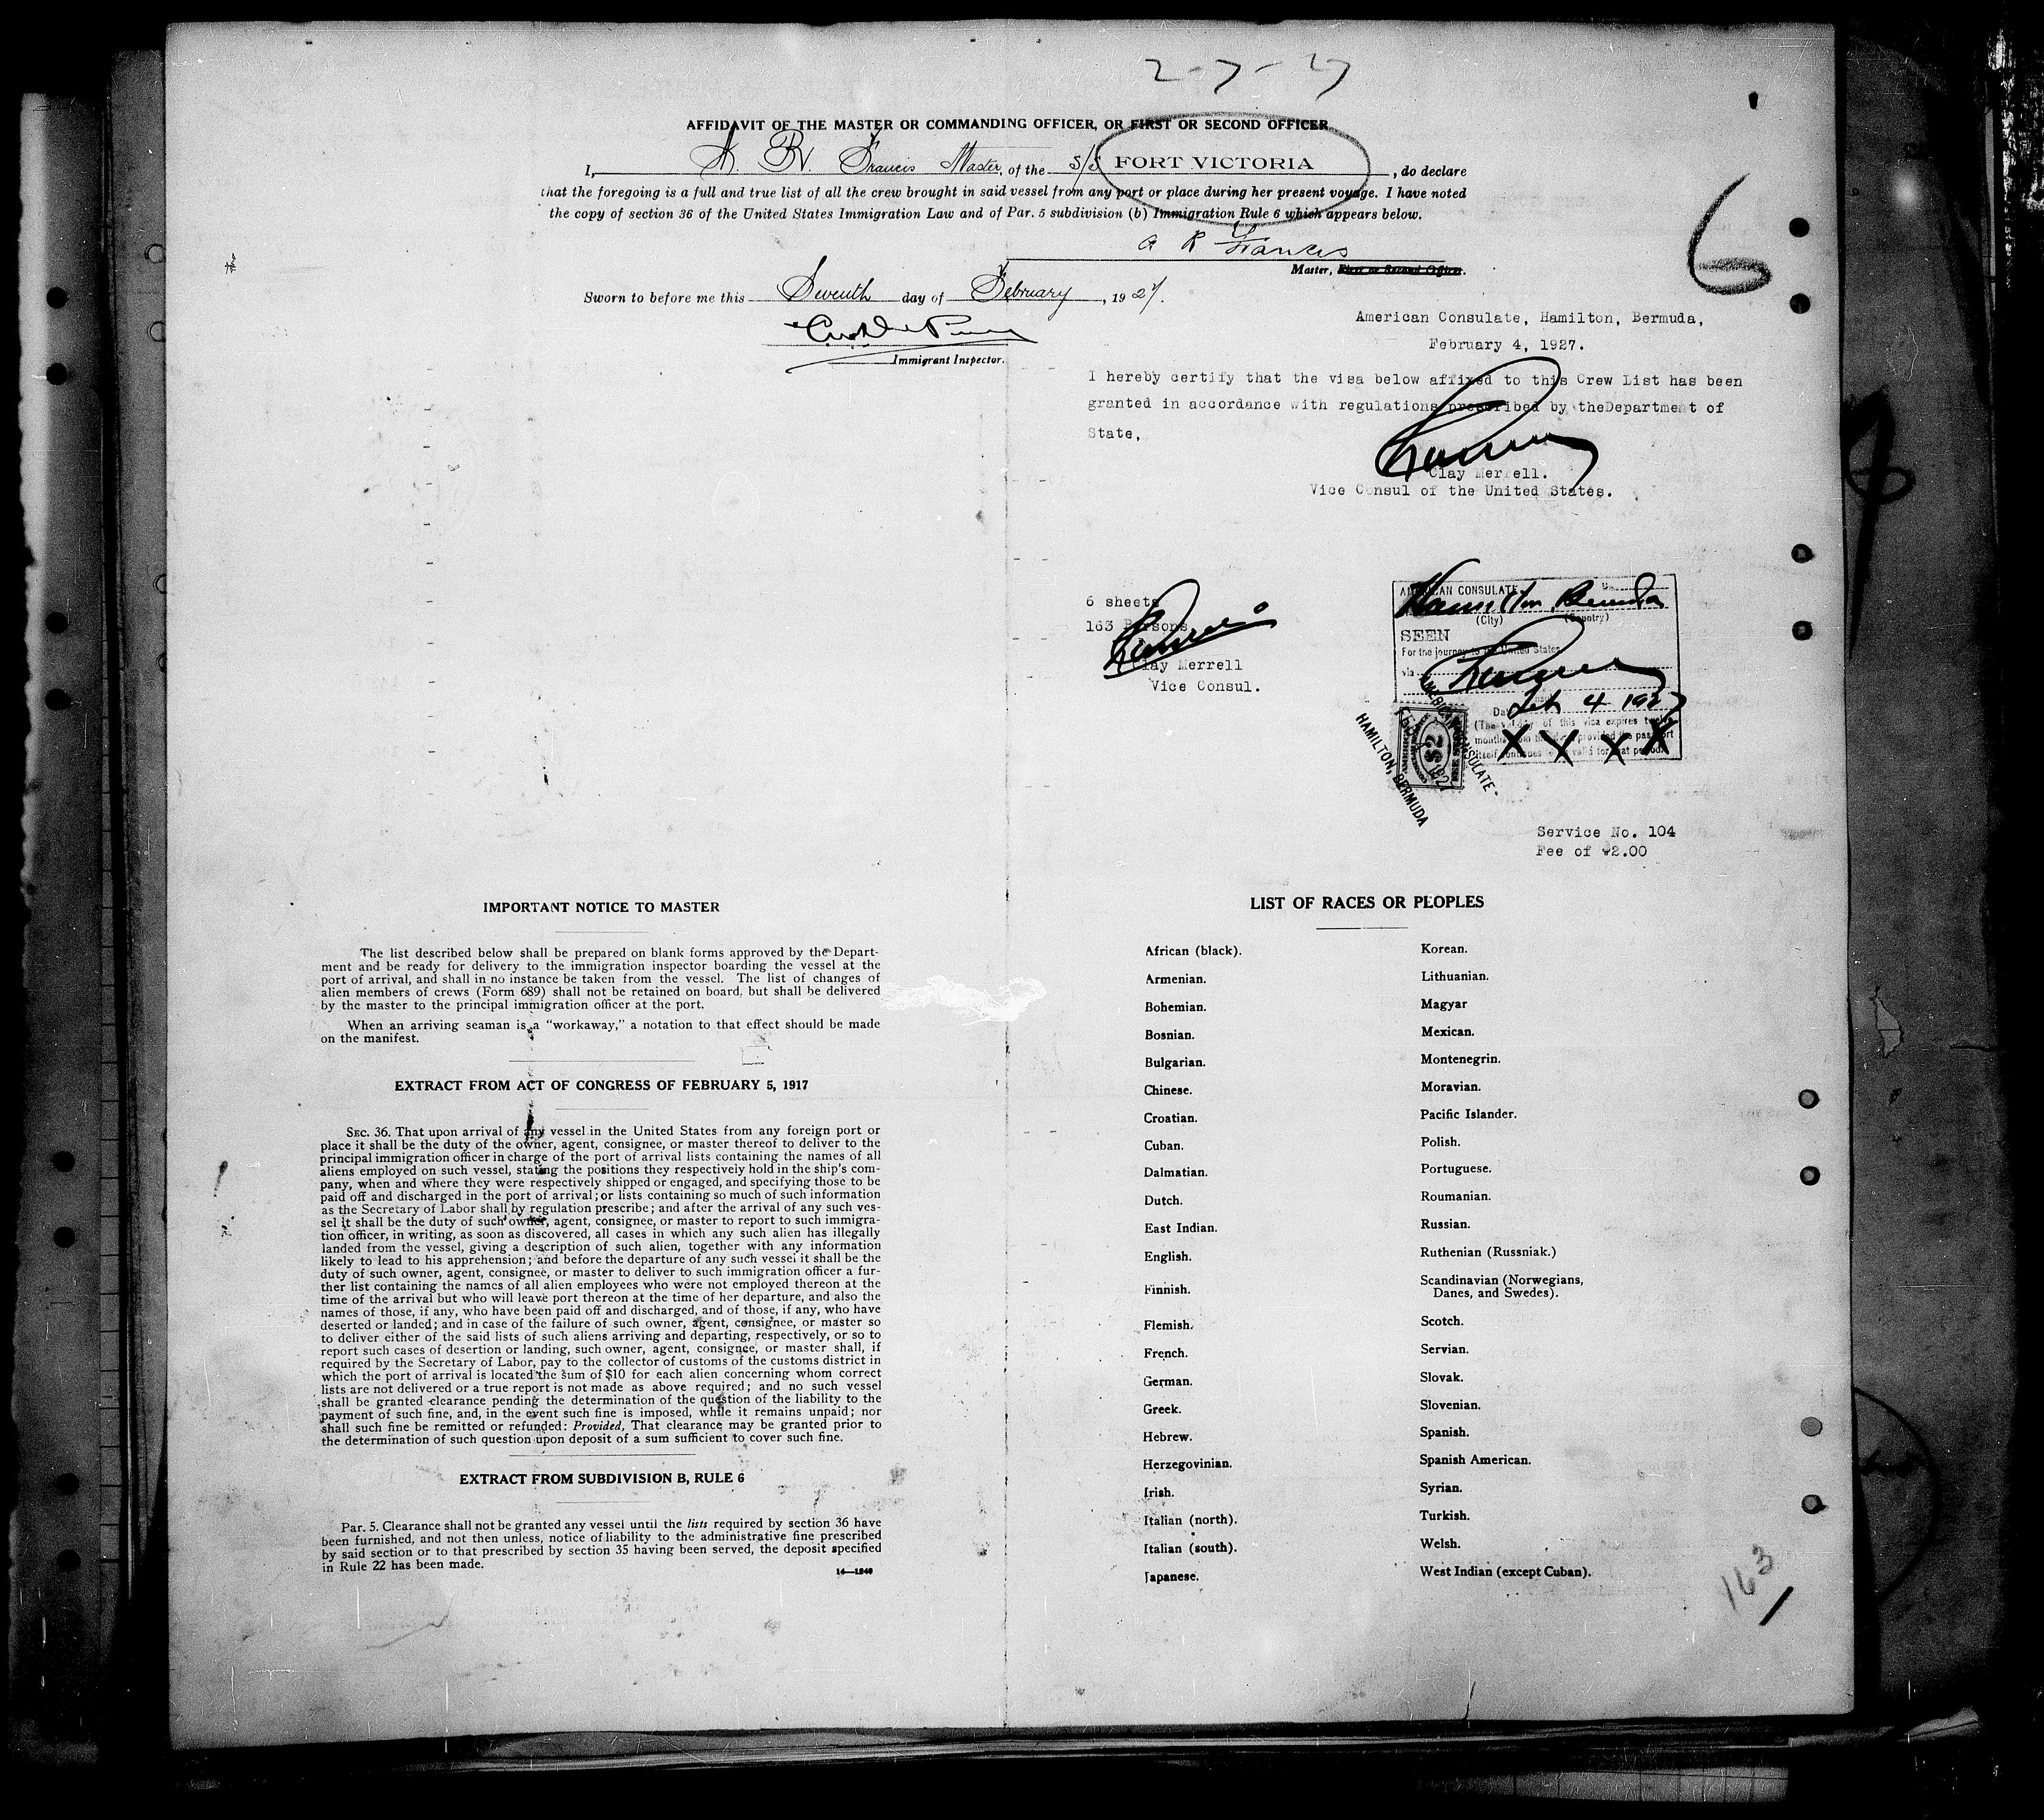 2-7-27
AFFIDAVIT OF THE MASTER OR COMMANDING OFFICER, OR FIRST OR SECOND OFFICER
I, A. R. Francis Master, of the S/S FORT VICTORIA, do declare
that the foregoing is a full and true list of all the crew brought in said vessel from any port or place during her present voyage. I have noted
the copy of section 36 of the United States Immigration Law and of Par. 5 subdivision (b) Immigration Rule 6 which appears below.
6
A R Francis
Master, First or Second Officer.
Sworn to before me this Seventh day of February, 1927.
Immigrant Inspector.
American Consulate, Hamilton, Bermuda,
February 4, 1927.
I hereby certify that the visa below affixed to this Crew List has been
granted in accordance with regulations prescribed by theDepartment of
State,
Clay Merrell.
Vice Consul of the United States.
6 sheets
163 Persons
Clay Merrell
Vice Consul.
AMERICAN CONSULATE
Hamilton Bermuda
(City) (Country)
SEEN
For the journey to the United States
via
Date Feb 4 1927
(The validity of this visa expires twelve
months from this date provided the passport
itself continues valid for that period)
X X X X
$2
AMERICAN CONSULATE
HAMILTON, BERMUDA
Service No. 104
Fee of $2.00
IMPORTANT NOTICE TO MASTER
The list described below shall be prepared on blank forms approved by the Depart-
ment and be ready for delivery to the immigration inspector boarding the vessel at the
port of arrival, and shall in no instance be taken from the vessel. The list of changes of
alien members of crews (Form 689) shall not be retained on board, but shall be delivered
by the master to the principal immigration officer at the port.
When an arriving seaman is a “workaway,” a notation to that effect should be made
on the manifest.
EXTRACT FROM ACT OF CONGRESS OF FEBRUARY 5, 1917
SEC. 36. That upon arrival of any vessel in the United States from any foreign port or
place it shall be the duty of the owner, agent, consignee, or master thereof to deliver to the
principal immigration officer in charge of the port of arrival lists containing the names of all
aliens employed on such vessel, stating the positions they respectively hold in the ship's com-
pany, when and where they were respectively shipped or engaged, and specifying those to be
paid off and discharged in the port of arrival; or lists containing so much of such information
as the Secretary of Labor shall by regulation prescribe; and after the arrival of any such ves-
sel it shall be the duty of such owner, agent, consignee, or master to report to such immigra-
tion officer, in writing, as soon as discovered, all cases in which any such alien has illegally
landed from the vessel, giving a description of such alien, together with any information
likely to lead to his apprehension; and before the departure of any such vessel it shall be the
duty of such owner, agent, consignee, or master to deliver to such immigration officer a fur-
ther list containing the names of all alien employees who were not employed thereon at the
time of the arrival but who will leave port thereon at the time of her departure, and also the
names of those, if any, who have been paid off and discharged, and of those, if any, who have
deserted or landed; and in case of the failure of such owner, agent, consignee, or master so
to deliver either of the said lists of such aliens arriving and departing, respectively, or so to
report such cases of desertion or landing, such owner, agent, consignee, or master shall, if
required by the Secretary of Labor, pay to the collector of customs of the customs district in
which the port of arrival is located the sum of $10 for each alien concerning whom correct
lists are not delivered or a true report is not made as above required; and no such vessel
shall be granted clearance pending the determination of the question of the liability to the
payment of such fine, and, in the event such fine is imposed, while it remains unpaid; nor
shall such fine be remitted or refunded: Provided, That clearance may be granted prior to
the determination of such question upon deposit of a sum sufficient to cover such fine.
EXTRACT FROM SUBDIVISION B, RULE 6
Par. 5. Clearance shall not be granted any vessel until the lists required by section 36 have
been furnished, and not then unless, notice of liability to the administrative fine prescribed
by said section or to that prescribed by section 35 having been served, the deposit specified
in Rule 22 has been made.
14—1240
LIST OF RACES OR PEOPLES
African (black).
Armenian.
Bohemian.
Bosnian.
Bulgarian.
Chinese.
Croatian.
Cuban.
Dalmatian.
Dutch.
East Indian.
English.
Finnish.
Flemish.
French.
German.
Greek.
Hebrew.
Herzegovinian.
Irish.
Italian (north).
Italian (south).
Japanese.
Korean.
Lithuanian.
Magyar
Mexican.
Montenegrin.
Moravian.
Pacific Islander.
Polish.
Portuguese.
Roumanian.
Russian.
Ruthenian (Russniak.)
Scandinavian (Norwegians,
Danes, and Swedes).
Scotch.
Servian.
Slovak.
Slovenian.
Spanish.
Spanish American.
Syrian.
Turkish.
Welsh.
West Indian (except Cuban).
163